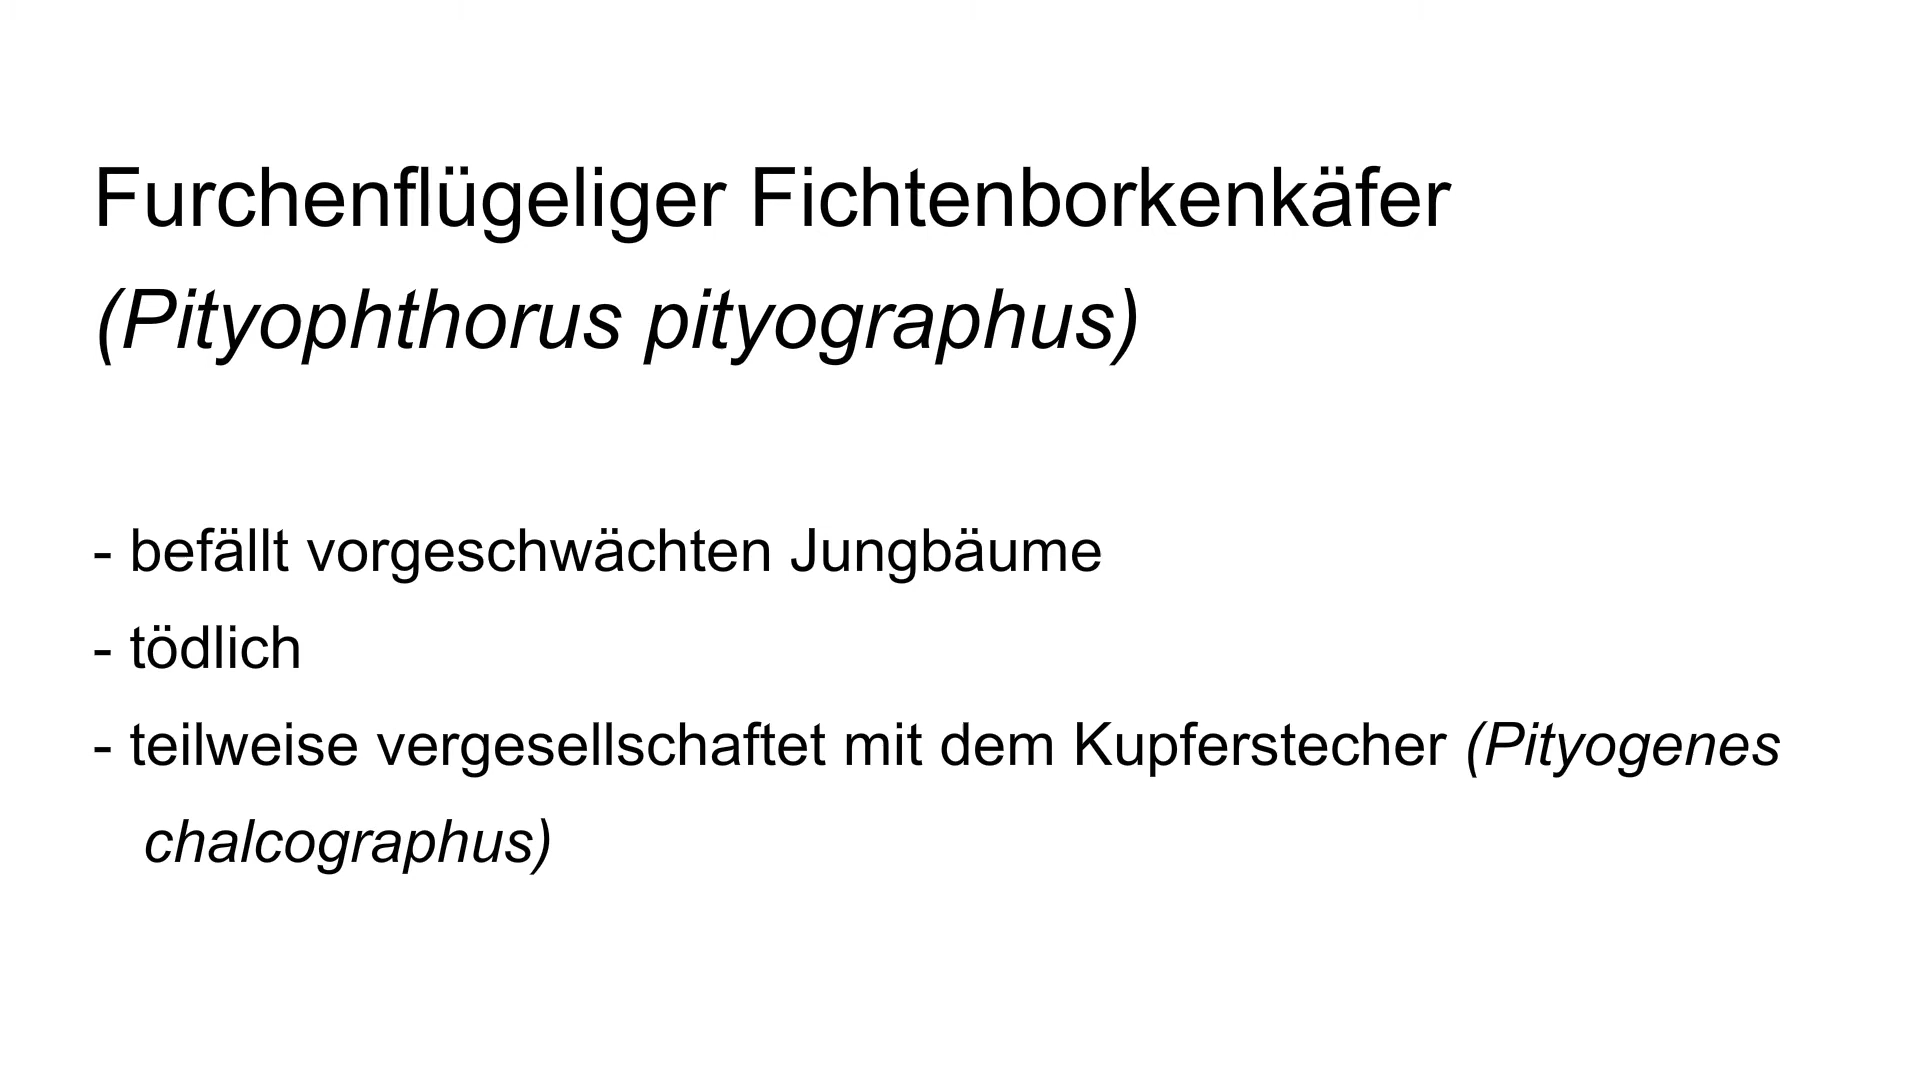 Furchenflügeliger Fichtenborkenkäfer
(Pityophthorus pityographus)
- befällt vorgeschwächten Jungbäume
- tödlich
- teilweise vergesellschaftet mit dem Kupferstecher (Pityogenes
chalcographus)